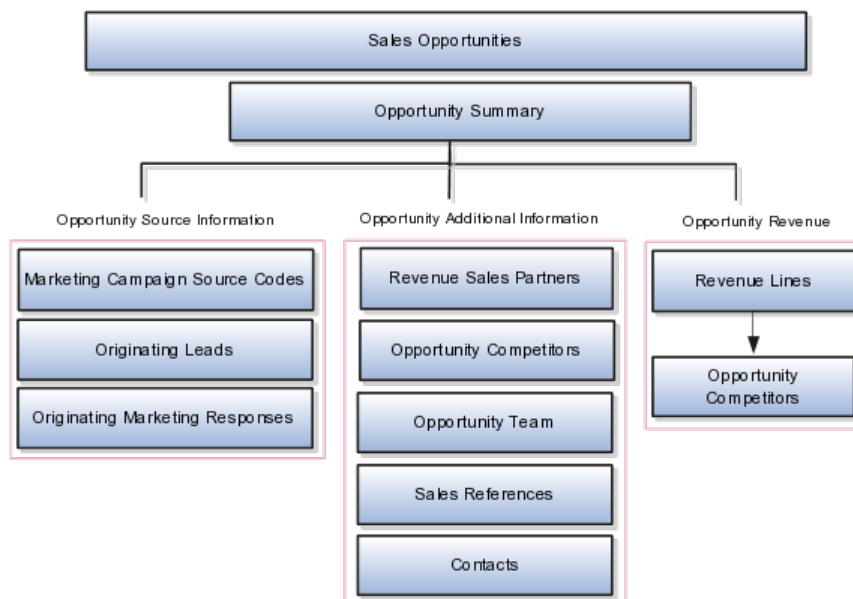 Sales Opportunities
Opportunity Summary
Opportunity Source Information
Marketing Campaign Source Codes
Originating Leads
Originating Marketing Responses
Opportunity Additional Information
Revenue Sales Partners
Opportunity Competitors
Opportunity Team
Sales References
Contacts
Opportunity Revenue
Revenue Lines
Opportunity
Competitors